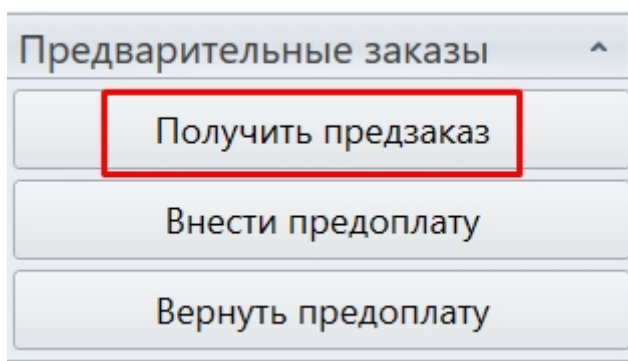 Предварительные заказы
Получить предзаказ
Внести предоплату
Вернуть предоплату